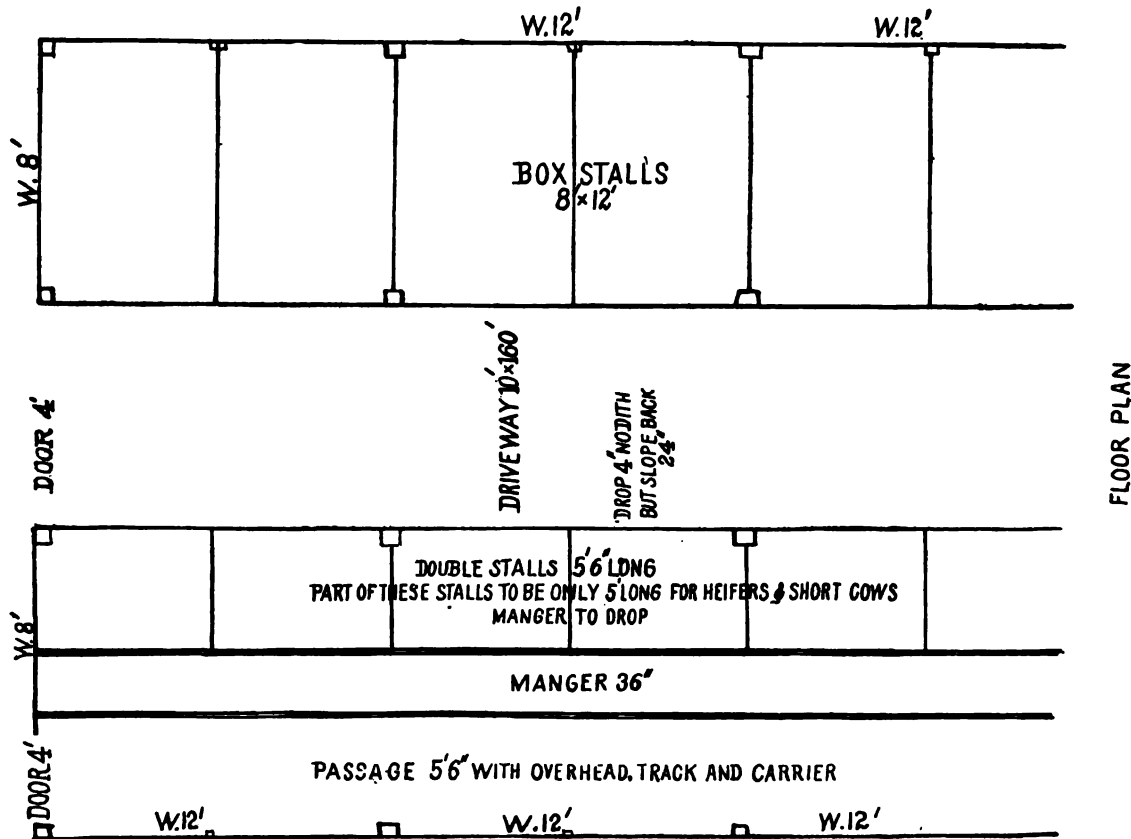 W.12'
W.12'
W.8'
BOX STALLS
8'×12'
DRIVEWAY 10'×160'
DROP 4" NODITH
BUT SLOPE BACK
24"
DOOR 4'
FLOOR PLAN
DOUBLE STALLS 5'6" LONG
PART OF THESE STALLS TO BE ONLY 5' LONG FOR HEIFERS & SHORT COWS
MANGER TO DROP
W.8'
MANGER 36"
DOOR 4'
PASSAGE 5'6" WITH OVERHEAD. TRACK AND CARRIER
W.12'
W.12'
W.12'